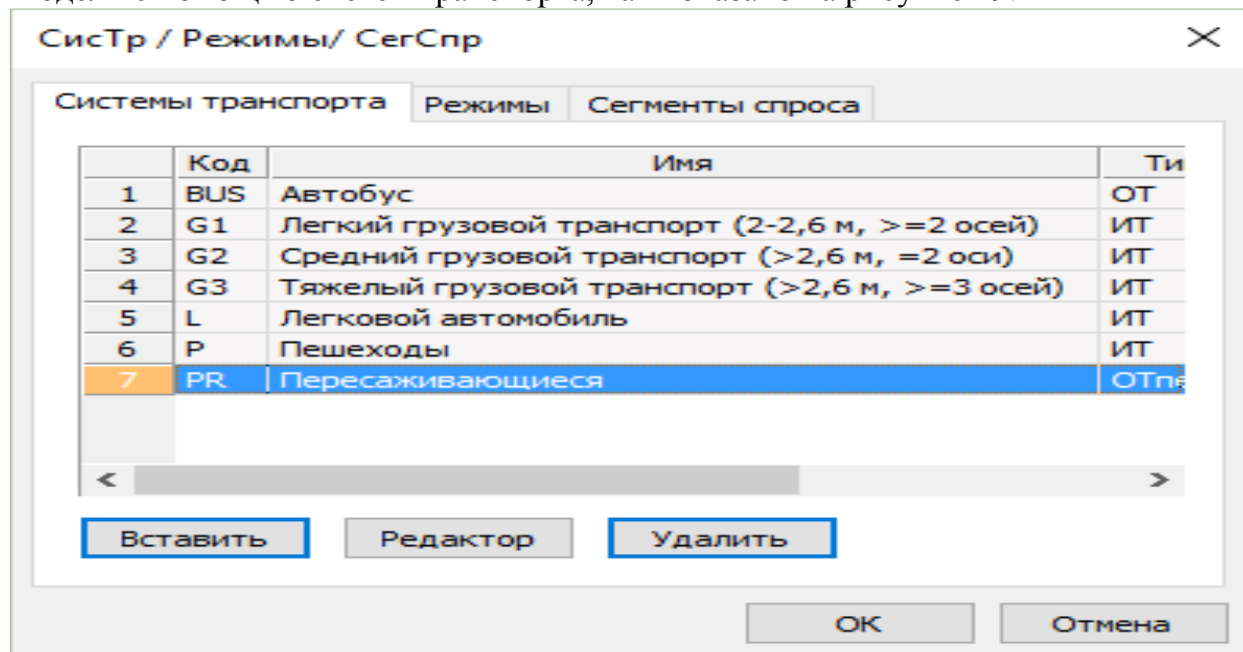 СисТр / Режимы/ СегСпр
Системы транспорта Режимы Сегменты спроса
Код Имя Ти
1 BUS Автобус ОТ
2 G1 Легкий грузовой транспорт (2-2,6 м, >=2 осей) ИТ
3 G2 Средний грузовой транспорт (>2,6 м, =2 оси) ИТ
4 G3 Тяжелый грузовой транспорт (>2,6 м, >=3 осей) ИТ
5 L Легковой автомобиль ИТ
6 P Пешеходы ИТ
7 PR Пересаживающиеся ОТпе
Вставить Редактор Удалить
ОК Отмена